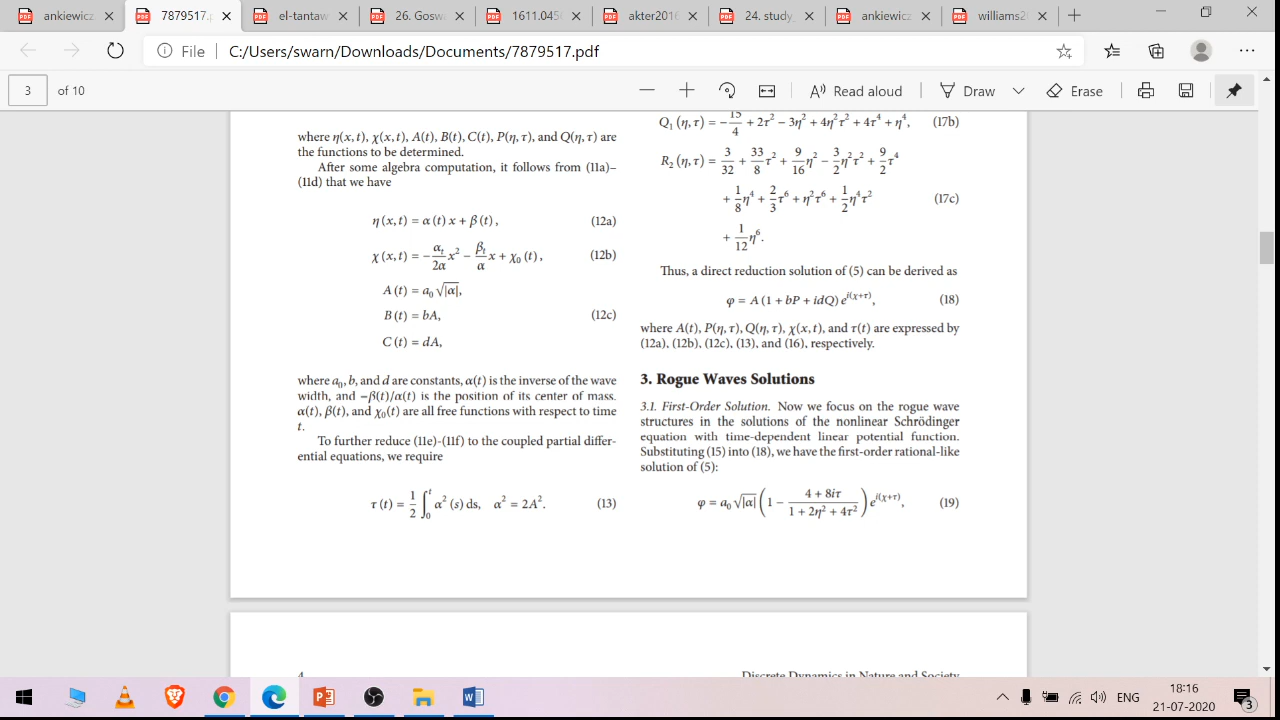 ankiewicz
7879517.p
el-tantaw
26. Gosw
1611.045
akter2016
24. study_
ankiewicz
williams2
File
C:/Users/swarn/Downloads/Documents/7879517.pdf
3
of 10
Read aloud
Draw
Erase
where η(x, t), χ(x, t), A(t), B(t), C(t), P(η, τ), and Q(η, τ) are
the functions to be determined.
After some algebra computation, it follows from (11a)–
(11d) that we have
η (x, t) = α (t) x + β (t) , (12a)
χ (x, t) = − α_t/2α x² − β_t/α x + χ₀ (t) , (12b)
A (t) = a₀ √|α|,
B (t) = bA, (12c)
C (t) = dA,
where a₀, b, and d are constants, α(t) is the inverse of the wave
width, and −β(t)/α(t) is the position of its center of mass.
α(t), β(t), and χ₀(t) are all free functions with respect to time
t.
To further reduce (11e)-(11f) to the coupled partial differ-
ential equations, we require
τ (t) = 1/2 ∫₀ᵗ α² (s) ds, α² = 2A². (13)
Q₁ (η, τ) = − 15/4 + 2τ² − 3η² + 4η²τ² + 4τ⁴ + η⁴, (17b)
R₂ (η, τ) = 3/32 + 33/8 τ² + 9/16 η² − 3/2 η²τ² + 9/2 τ⁴
+ 1/8 η⁴ + 2/3 τ⁶ + η²τ⁶ + 1/2 η⁴τ² (17c)
+ 1/12 η⁶.
Thus, a direct reduction solution of (5) can be derived as
φ = A (1 + bP + idQ) e^{i(χ+τ)}, (18)
where A(t), P(η, τ), Q(η, τ), χ(x, t), and τ(t) are expressed by
(12a), (12b), (12c), (13), and (16), respectively.
3. Rogue Waves Solutions
3.1. First-Order Solution. Now we focus on the rogue wave
structures in the solutions of the nonlinear Schrödinger
equation with time-dependent linear potential function.
Substituting (15) into (18), we have the first-order rational-like
solution of (5):
φ = a₀ √|α| (1 − (4 + 8iτ)/(1 + 2η² + 4τ²)) e^{i(χ+τ)}, (19)
4
Discrete Dynamics in Nature and Society
ENG
18:16
21-07-2020
3